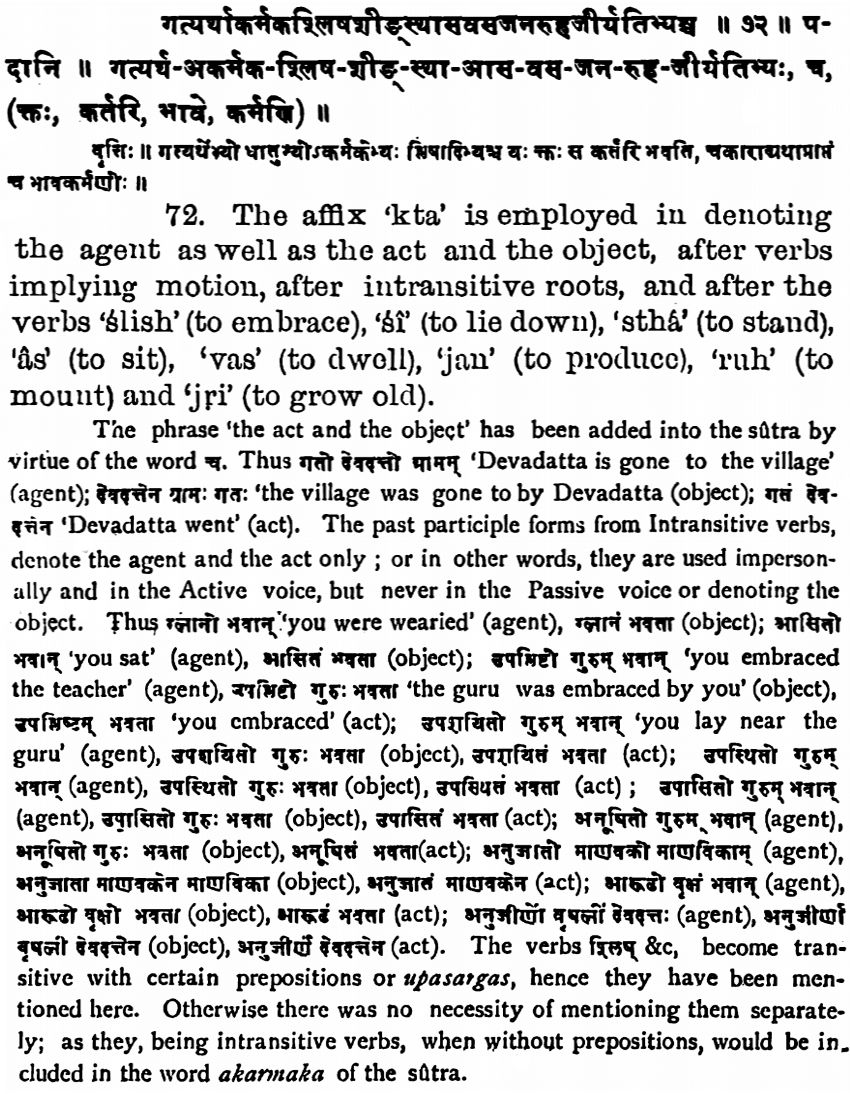 गत्यर्थाकर्मकश्लिषशीङ्स्थासवसजनरुहजीर्यतिभ्यश्च ॥ ७२ ॥ प-
दानि ॥ गत्यर्थ-अकर्मक-श्लिष-शीङ्-स्था-आस-वस-जन-रुह-जीर्यतिभ्यः, च,
(क्तः, कर्तरि, भावे, कर्मणि) ॥
वृत्तिः ॥ गत्यर्थेभ्यो धातुभ्योऽकर्मकेभ्यः श्लिषादिभ्यश्च यः क्तः स कर्त्तरि भवति, चकाराद्यथाप्राप्तं
च भावकर्मणोः ॥
72. The affix 'kta' is employed in denoting
the agent as well as the act and the object, after verbs
implying motion, after intransitive roots, and after the
verbs 'ślish' (to embrace), 'śî' (to lie down), 'sthâ' (to stand),
'âs' (to sit), 'vas' (to dwell), 'jan' (to produce), 'ruh' (to
mount) and 'jṛi' (to grow old).
The phrase 'the act and the object' has been added into the sûtra by
virtue of the word च. Thus गतो देवदत्तो ग्रामम् 'Devadatta is gone to the village'
(agent); देवदत्तेन ग्रामः गतः 'the village was gone to by Devadatta (object); गतं देव-
दत्तेन 'Devadatta went' (act). The past participle forms from Intransitive verbs,
denote the agent and the act only ; or in other words, they are used imperson-
ally and in the Active voice, but never in the Passive voice or denoting the
object. Thus ग्लानो भवान् 'you were wearied' (agent), ग्लानं भवता (object); आसितो
भवान् 'you sat' (agent), आसितं भवता (object); उपश्लिष्टो गुरुम् भवान् 'you embraced
the teacher' (agent), उपश्लिष्टो गुरुः भवता 'the guru was embraced by you' (object),
उपश्लिष्टम् भवता 'you embraced' (act); उपशयितो गुरुम् भवान् 'you lay near the
guru' (agent), उपशयितो गुरुः भवता (object), उपशयितं भवता (act); उपस्थितो गुरुम्
भवान् (agent), उपस्थितो गुरुः भवता (object), उपस्थितं भवता (act) ; उपासितो गुरुम् भवान्
(agent), उपासितो गुरुः भवता (object), उपासितं भवता (act); अनूषितो गुरुम् भवान् (agent),
अनूषितो गुरुः भवता (object), अनूषितं भवता(act); अनुजातो माणवको माणविकाम् (agent),
अनुजाता माणवकेन माणविका (object), अनुजातं माणवकेन (act); आरूढो वृक्षं भवान् (agent),
आरूढो वृक्षो भवता (object), आरूढं भवता (act); अनुजीर्णो वृषलीं देवदत्तः (agent), अनुजीर्णा
वृषली देवदत्तेन (object), अनुजीर्णं देवदत्तेन (act). The verbs श्लिष् &c, become tran-
sitive with certain prepositions or upasargas, hence they have been men-
tioned here. Otherwise there was no necessity of mentioning them separate-
ly; as they, being intransitive verbs, when without prepositions, would be in-
cluded in the word akarmaka of the sûtra.